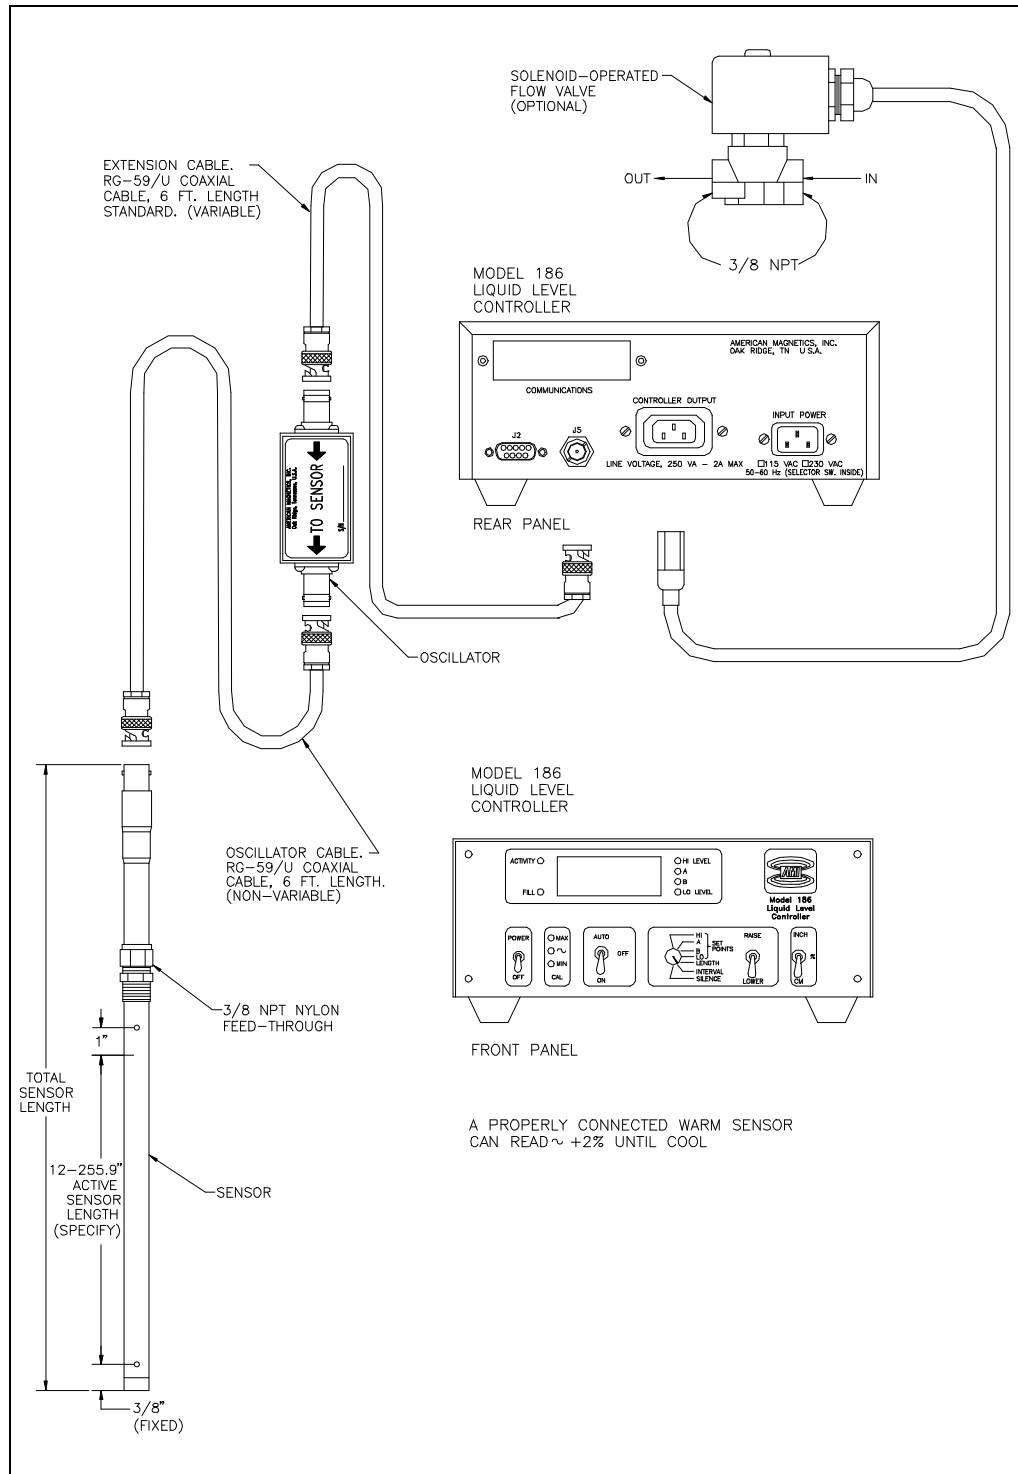 SOLENOID-OPERATED
FLOW VALVE
(OPTIONAL)
OUT
IN
3/8 NPT
EXTENSION CABLE.
RG-59/U COAXIAL
CABLE, 6 FT. LENGTH
STANDARD. (VARIABLE)
MODEL 186
LIQUID LEVEL
CONTROLLER
AMERICAN MAGNETICS, INC.
OAK RIDGE, TN U S.A.
COMMUNICATIONS
CONTROLLER OUTPUT
INPUT POWER
J2
J5
LINE VOLTAGE, 250 VA - 2A MAX
115 VAC 230 VAC
50-60 Hz (SELECTOR SW. INSIDE)
REAR PANEL
AMERICAN MAGNETICS, INC.
Oak Ridge, Tennessee, U.S.A.
TO SENSOR
S/N
OSCILLATOR
OSCILLATOR CABLE.
RG-59/U COAXIAL
CABLE, 6 FT. LENGTH.
(NON-VARIABLE)
MODEL 186
LIQUID LEVEL
CONTROLLER
ACTIVITY
FILL
HI LEVEL
A
B
LO LEVEL
AMI
Model 186
Liquid Level
Controller
POWER
OFF
MAX
MIN
CAL
AUTO
OFF
ON
HI
A
B
LO
SET
POINTS
LENGTH
INTERVAL
SILENCE
RAISE
LOWER
INCH
%
CM
FRONT PANEL
3/8 NPT NYLON
FEED-THROUGH
1"
TOTAL
SENSOR
LENGTH
12-255.9"
ACTIVE
SENSOR
LENGTH
(SPECIFY)
SENSOR
3/8"
(FIXED)
A PROPERLY CONNECTED WARM SENSOR
CAN READ ~ +2% UNTIL COOL